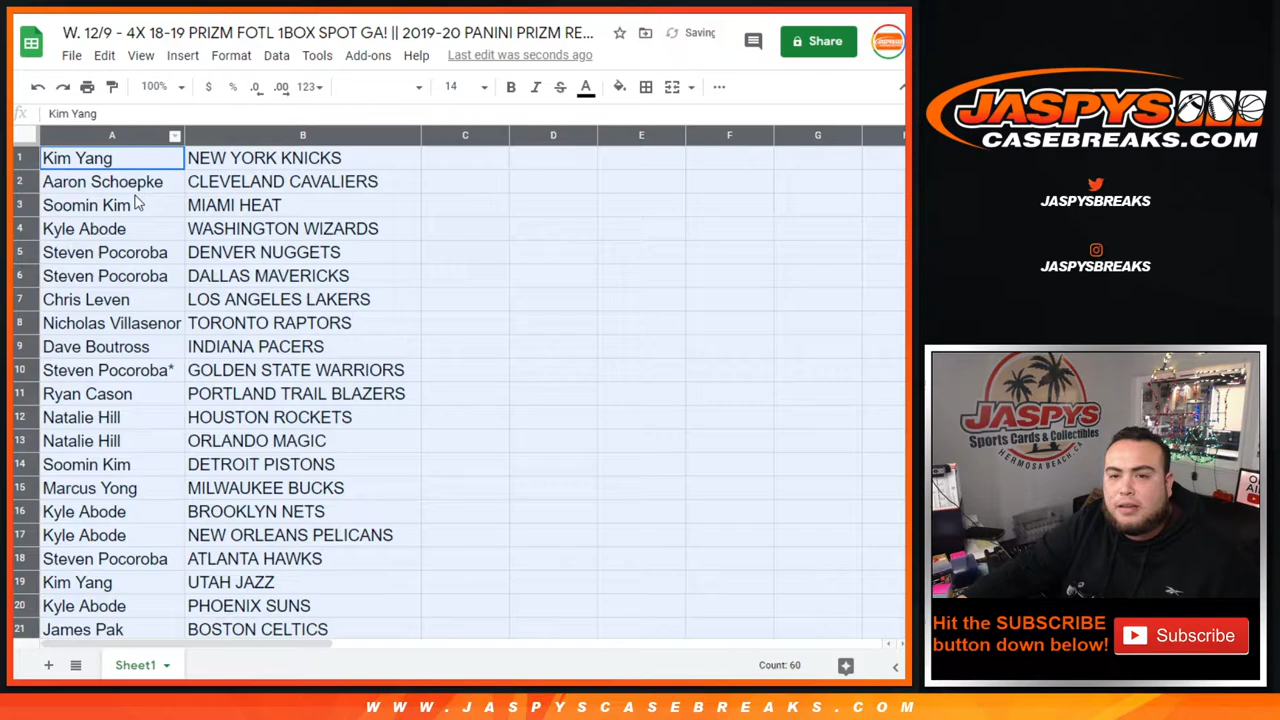 W. 12/9 - 4X 18-19 PRIZM FOTL 1BOX SPOT GA! || 2019-20 PANINI PRIZM RE...
Saving
File Edit View Insert Format Data Tools Add-ons Help Last edit was seconds ago
Share
100% $ % .0 .00 123 14 B I S A
fx Kim Yang
A B C D E F G
1 Kim Yang NEW YORK KNICKS
2 Aaron Schoepke CLEVELAND CAVALIERS
3 Soomin Kim MIAMI HEAT
4 Kyle Abode WASHINGTON WIZARDS
5 Steven Pocoroba DENVER NUGGETS
6 Steven Pocoroba DALLAS MAVERICKS
7 Chris Leven LOS ANGELES LAKERS
8 Nicholas Villasenor TORONTO RAPTORS
9 Dave Boutross INDIANA PACERS
10 Steven Pocoroba* GOLDEN STATE WARRIORS
11 Ryan Cason PORTLAND TRAIL BLAZERS
12 Natalie Hill HOUSTON ROCKETS
13 Natalie Hill ORLANDO MAGIC
14 Soomin Kim DETROIT PISTONS
15 Marcus Yong MILWAUKEE BUCKS
16 Kyle Abode BROOKLYN NETS
17 Kyle Abode NEW ORLEANS PELICANS
18 Steven Pocoroba ATLANTA HAWKS
19 Kim Yang UTAH JAZZ
20 Kyle Abode PHOENIX SUNS
21 James Pak BOSTON CELTICS
Sheet1
Count: 60
JASPYS
CASEBREAKS.COM
JASPYSBREAKS
JASPYSBREAKS
JASPYS
Sports Cards & Collectibles
HERMOSA BEACH, CA
Hit the SUBSCRIBE
button down below!
Subscribe
WWW.JASPYSCASEBREAKS.COM